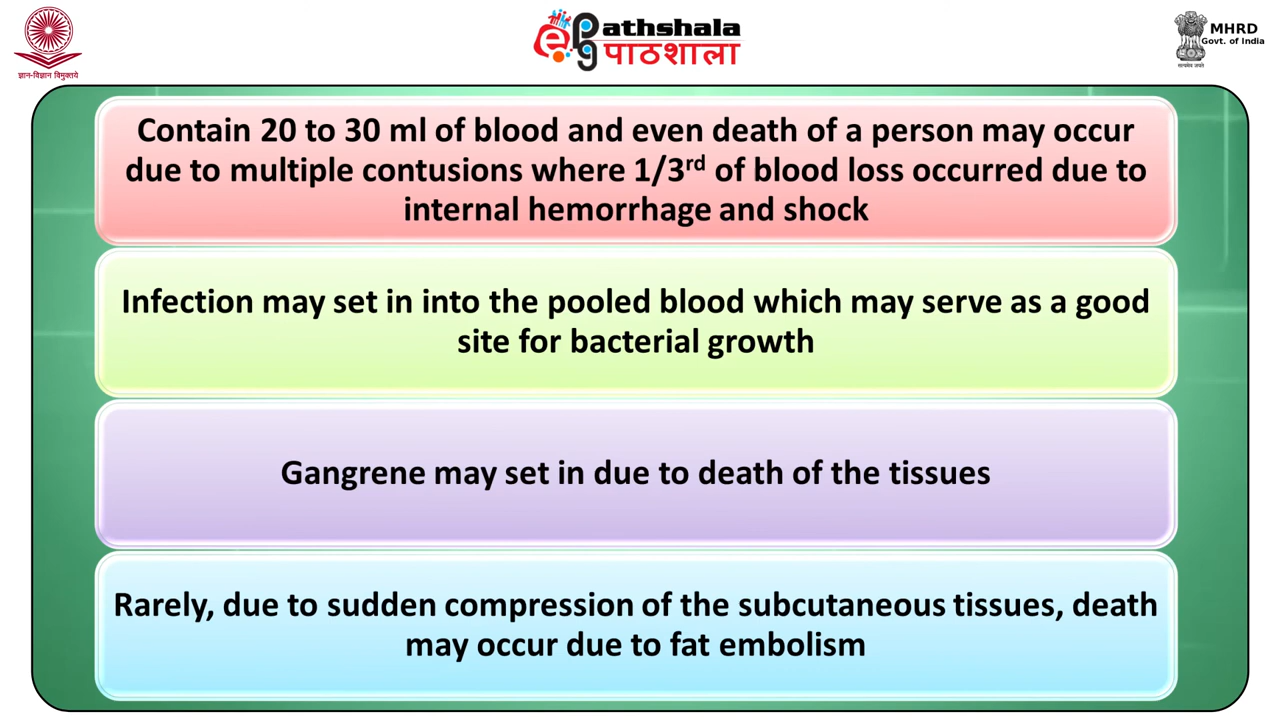 ज्ञान-विज्ञान विमुक्तये
e pg athshala
पाठशाला
MHRD
Govt. of India
सत्यमेव जयते
Contain 20 to 30 ml of blood and even death of a person may occur
due to multiple contusions where 1/3rd of blood loss occurred due to
internal hemorrhage and shock
Infection may set in into the pooled blood which may serve as a good
site for bacterial growth
Gangrene may set in due to death of the tissues
Rarely, due to sudden compression of the subcutaneous tissues, death
may occur due to fat embolism